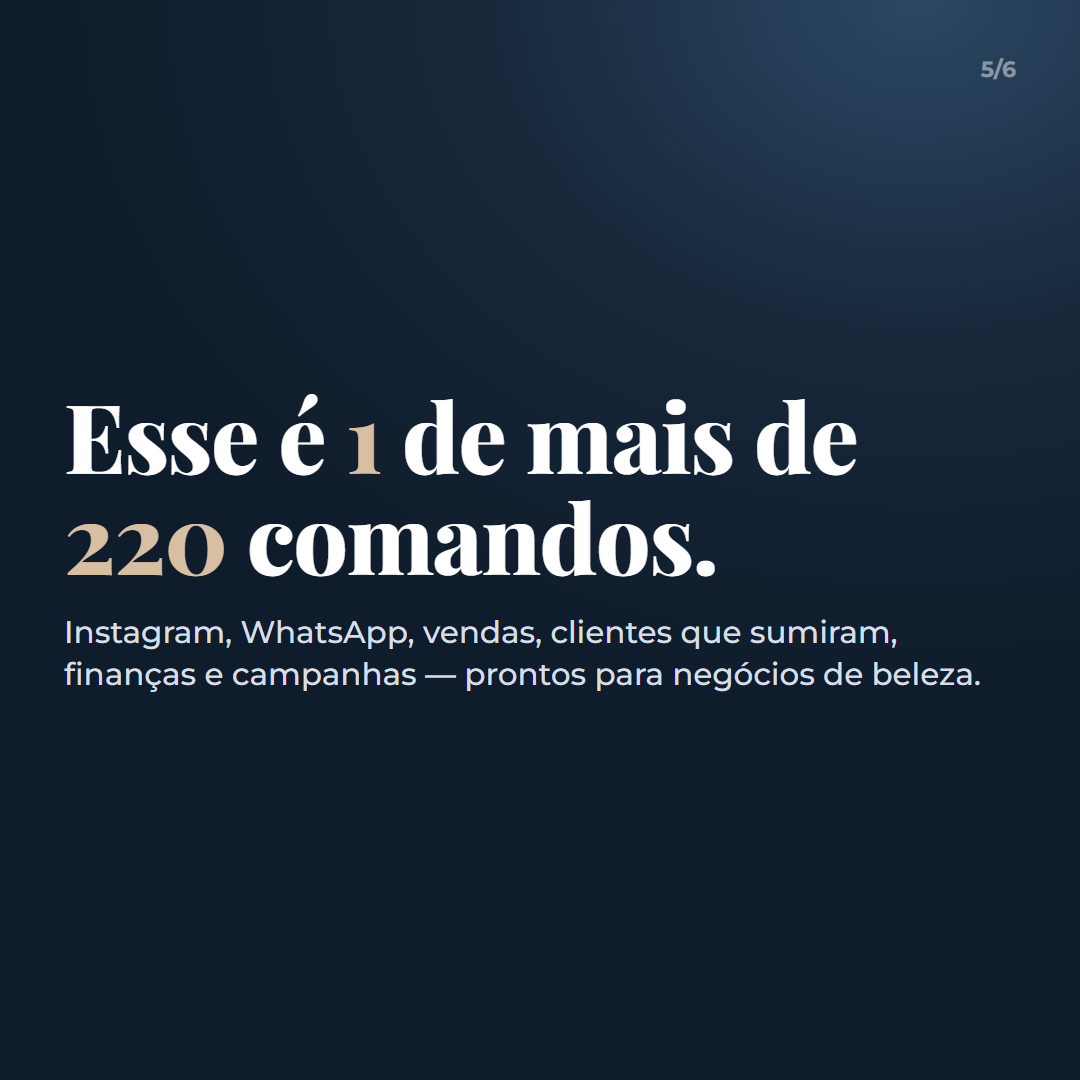 5/6
Esse é 1 de mais de
220 comandos.
Instagram, WhatsApp, vendas, clientes que sumiram,
finanças e campanhas — prontos para negócios de beleza.